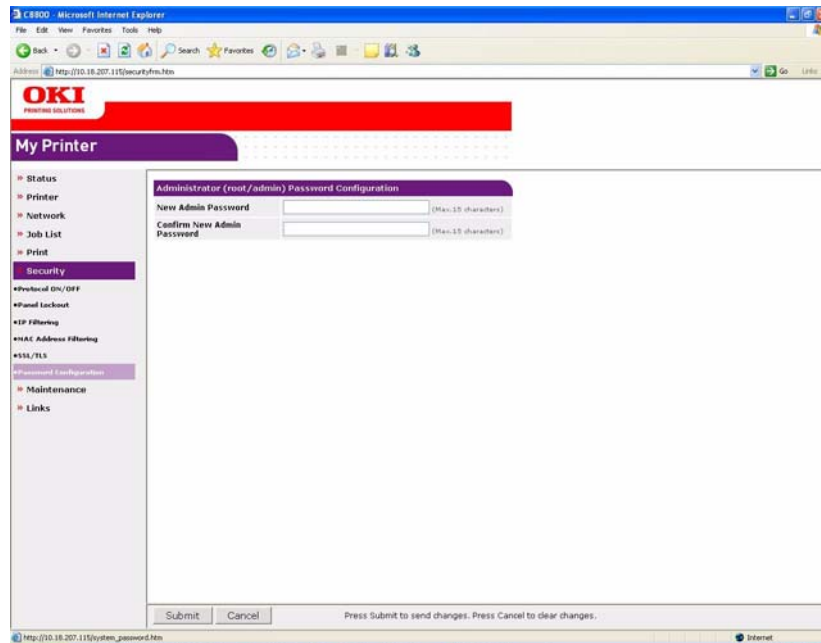 C8800 - Microsoft Internet Explorer
File Edit View Favorites Tools Help
Back Search Favorites
Address http://10.18.207.115/securityfrm.htm Go Links
OKI
PRINTING SOLUTIONS
My Printer
Status
Printer
Network
Job List
Print
Security
Protocol ON/OFF
Panel Lockout
IP Filtering
MAC Address Filtering
SSL/TLS
Password Configuration
Maintenance
Links
Administrator (root/admin) Password Configuration
New Admin Password (Max.15 characters)
Confirm New Admin
Password (Max.15 characters)
Submit Cancel Press Submit to send changes. Press Cancel to clear changes.
http://10.18.207.115/system_password.htm Internet